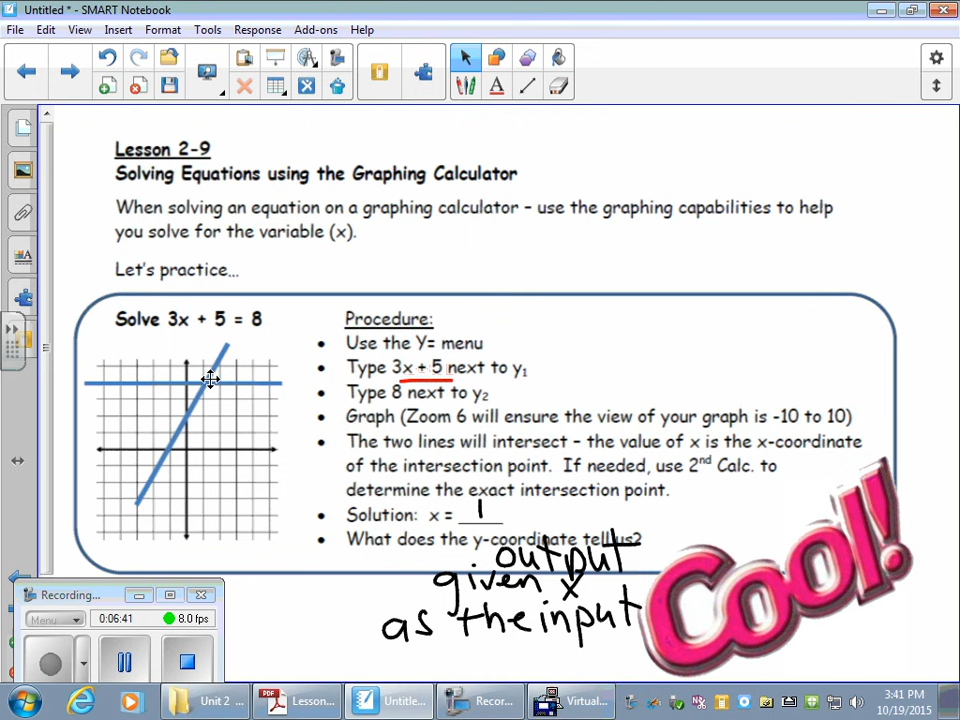 Untitled * - SMART Notebook
File Edit View Insert Format Tools Response Add-ons Help
Lesson 2-9
Solving Equations using the Graphing Calculator
When solving an equation on a graphing calculator – use the graphing capabilities to help
you solve for the variable (x).
Let's practice…
Solve 3x + 5 = 8
Procedure:
• Use the Y= menu
• Type 3x + 5 next to y₁
• Type 8 next to y₂
• Graph (Zoom 6 will ensure the view of your graph is -10 to 10)
• The two lines will intersect – the value of x is the x-coordinate
of the intersection point. If needed, use 2nd Calc. to
determine the exact intersection point.
• Solution: x = 1
• What does the y-coordinate tell us?
output
given x
as the input
Cool!
Recording...
Menu 0:06:41 8.0 fps
Unit 2 ... Lesson... Untitle... Recor... Virtual...
3:41 PM
10/19/2015